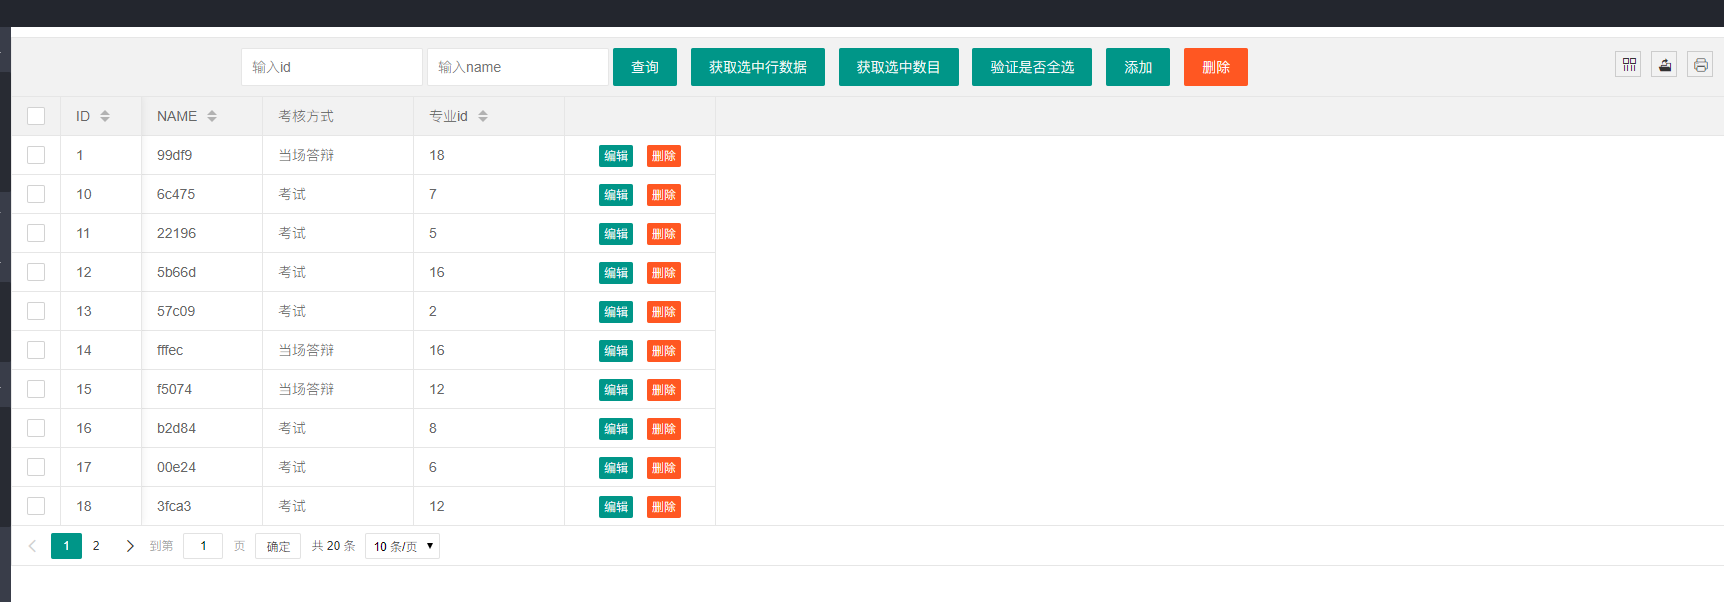 输入id 输入name 查询 获取选中行数据 获取选中数目 验证是否全选 添加 删除
ID NAME 考核方式 专业id
1 99df9 当场答辩 18 编辑 删除
10 6c475 考试 7 编辑 删除
11 22196 考试 5 编辑 删除
12 5b66d 考试 16 编辑 删除
13 57c09 考试 2 编辑 删除
14 fffec 当场答辩 16 编辑 删除
15 f5074 当场答辩 12 编辑 删除
16 b2d84 考试 8 编辑 删除
17 00e24 考试 6 编辑 删除
18 3fca3 考试 12 编辑 删除
1 2 到第 1 页 确定 共 20 条 10 条/页